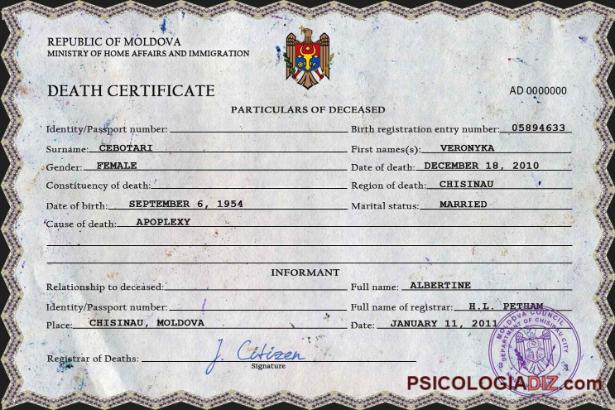 REPUBLIC OF MOLDOVA
MINISTRY OF HOME AFFAIRS AND IMMIGRATION
DEATH CERTIFICATE
AD 0000000
PARTICULARS OF DECEASED
Identity/Passport number: Birth registration entry number: 05894633
Surname: CEBOTARI First names(s): VERONYKA
Gender: FEMALE Date of death: DECEMBER 18, 2010
Constituency of death: Region of death: CHISINAU
Date of birth: SEPTEMBER 6, 1954 Marital status: MARRIED
Cause of death: APOPLEXY
INFORMANT
Relationship to deceased: Full name: ALBERTINE
Identity/Passport number: Full name of registrar: H.L. PETHAM
Place: CHISINAU, MOLDOVA Date: JANUARY 11, 2011
Registrar of Deaths: J. Citizen
Signature
MOLDOVA COUNCIL
DEPARTMENT OF CHISINAU CITY
PSICOLOGIADIZ.com